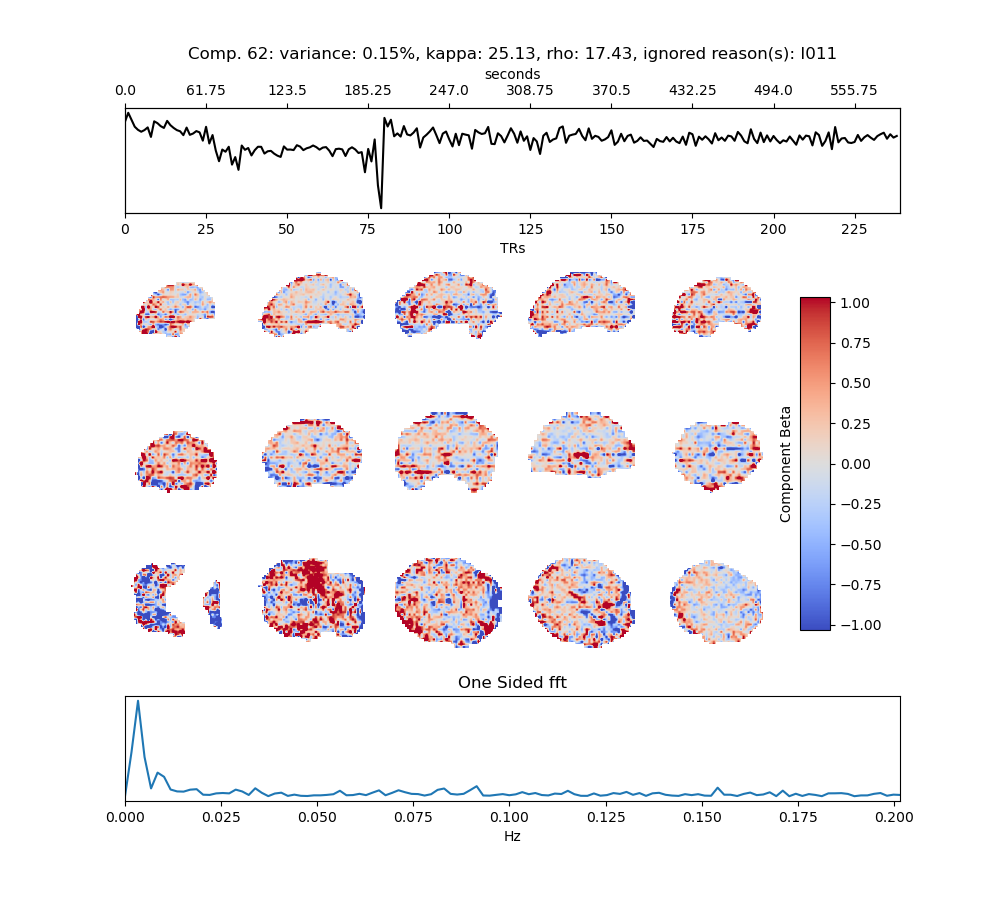 Comp. 62: variance: 0.15%, kappa: 25.13, rho: 17.43, ignored reason(s): I011
seconds
0.0 61.75 123.5 185.25 247.0 308.75 370.5 432.25 494.0 555.75
0 25 50 75 100 125 150 175 200 225
TRs
1.00
0.75
0.50
0.25
0.00
−0.25
−0.50
−0.75
−1.00
Component Beta
One Sided fft
0.000 0.025 0.050 0.075 0.100 0.125 0.150 0.175 0.200
Hz